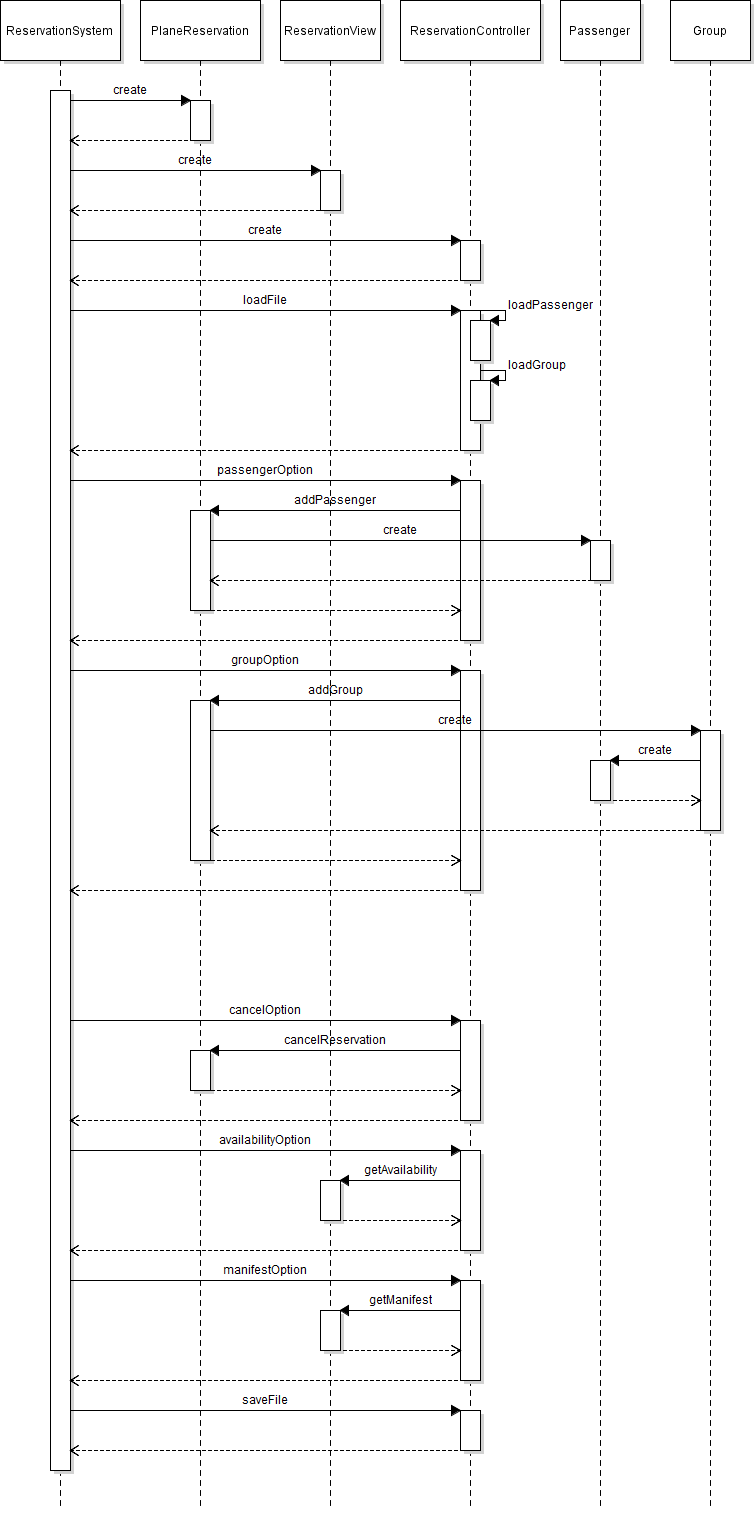 ReservationSystem
PlaneReservation
ReservationView
ReservationController
Passenger
Group
create
create
create
loadFile
loadPassenger
loadGroup
passengerOption
addPassenger
create
groupOption
addGroup
create
create
cancelOption
cancelReservation
availabilityOption
getAvailability
manifestOption
getManifest
saveFile